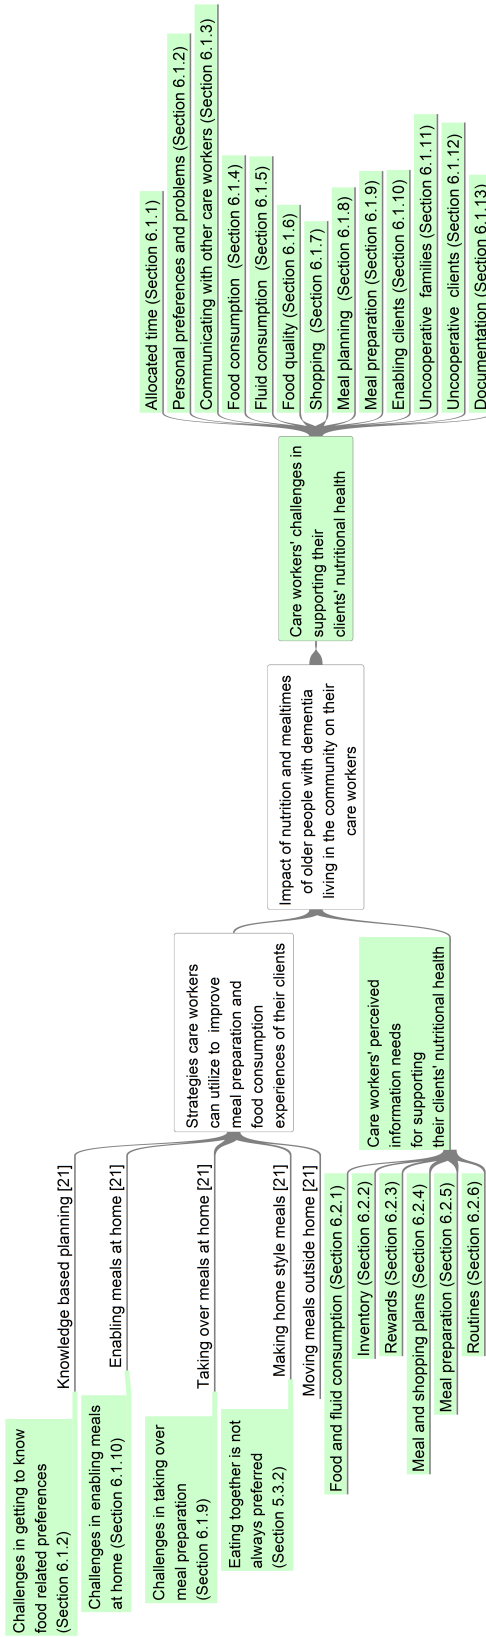 Allocated time (Section 6.1.1)
Personal preferences and problems (Section 6.1.2)
Communicating with other care workers (Section 6.1.3)
Food consumption (Section 6.1.4)
Fluid consumption (Section 6.1.5)
Food quality (Section 6.1.6)
Shopping (Section 6.1.7)
Meal planning (Section 6.1.8)
Meal preparation (Section 6.1.9)
Enabling clients (Section 6.1.10)
Unccooperative families (Section 6.1.11)
Uncooperative clients (Section 6.1.12)
Documentation (Section 6.1.13)
Care workers' challenges in
supporting their
clients' nutritional health
Impact of nutrition and mealtimes
of older people with dementia
living in the community on their
care workers
Strategies care workers
can utilize to improve
meal preparation and
food consumption
experiences of their clients
Care workers' perceived
information needs
for supporting
their clients' nutritional health
Knowledge based planning [21]
Enabling meals at home [21]
Taking over meals at home [21]
Making home style meals [21]
Moving meals outside home [21]
Food and fluid consumption (Section 6.2.1)
Inventory (Section 6.2.2)
Rewards (Section 6.2.3)
Meal and shopping plans (Section 6.2.4)
Meal preparation (Section 6.2.5)
Routines (Section 6.2.6)
Challenges in getting to know
food related preferences
(Section 6.1.2)
Challenges in enabling meals
at home (Section 6.1.10)
Challenges in taking over
meal preparation
(Section 6.1.9)
Eating together is not
always preferred
(Section 5.3.2)